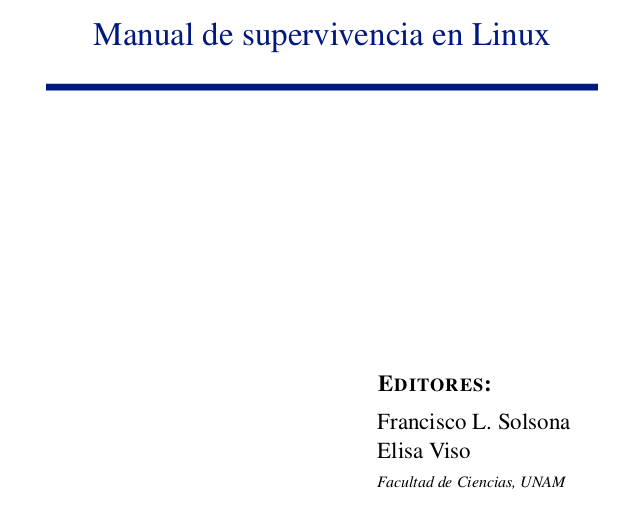 Manual de supervivencia en Linux
EDITORES:
Francisco L. Solsona
Elisa Viso
Facultad de Ciencias, UNAM